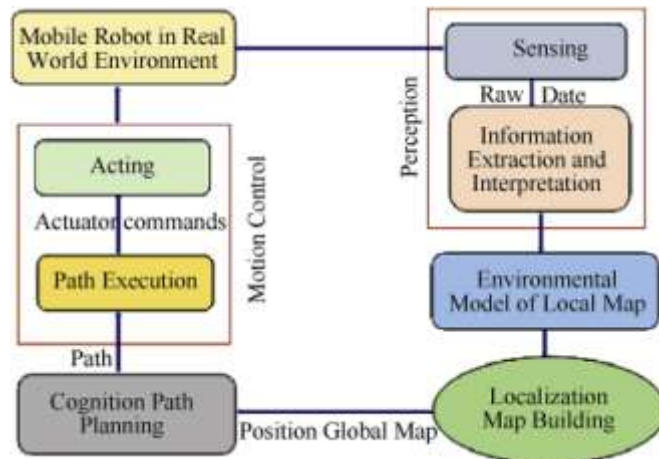 Mobile Robot in Real
World Environment
Sensing
Raw Date
Information
Extraction and
Interpretation
Perception
Acting
Actuator commands
Path Execution
Motion Control
Path
Environmental
Model of Local Map
Cognition Path
Planning
Position Global Map
Localization
Map Building